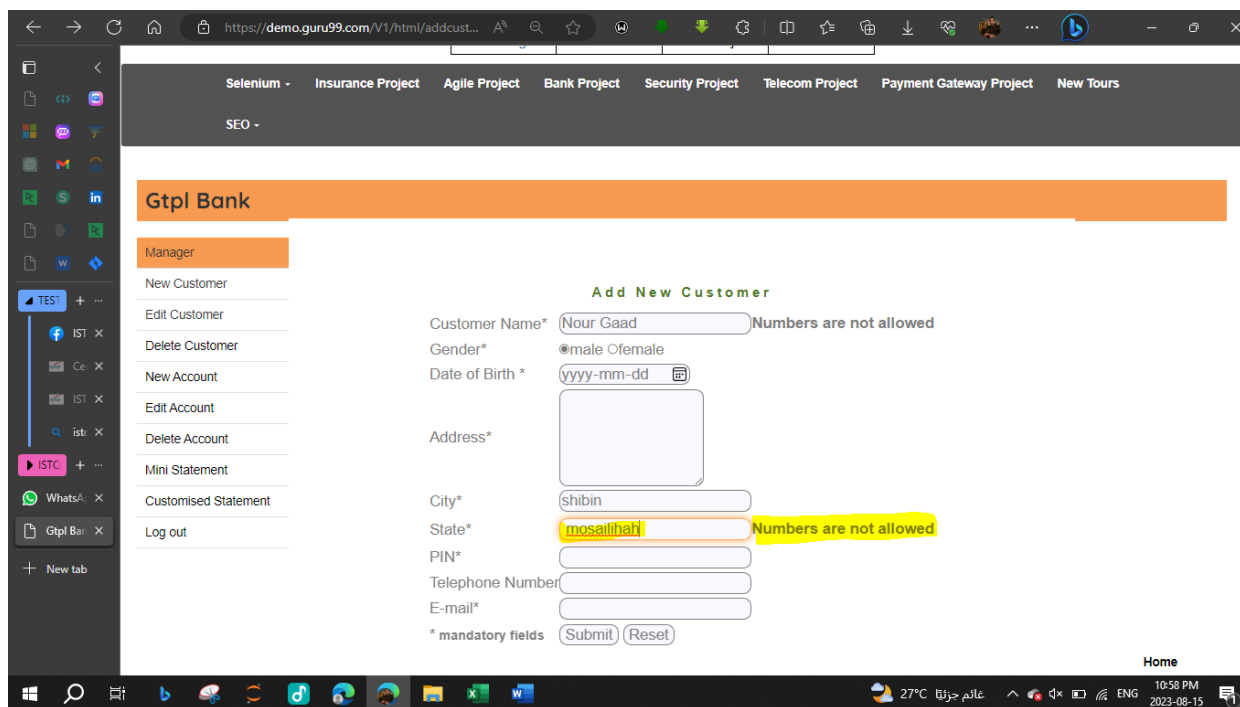 https://demo.guru99.com/V1/html/addcust...
Selenium Insurance Project Agile Project Bank Project Security Project Telecom Project Payment Gateway Project New Tours
SEO
Gtpl Bank
Manager
New Customer
Edit Customer
Delete Customer
New Account
Edit Account
Delete Account
Mini Statement
Customised Statement
Log out
Add New Customer
Customer Name* Nour Gaad Numbers are not allowed
Gender* male female
Date of Birth * yyyy-mm-dd
Address*
City* shibin
State* mosailihah Numbers are not allowed
PIN*
Telephone Number
E-mail*
* mandatory fields Submit Reset
Home
TEST
IST
Ce
IST
ist
ISTC
WhatsA
Gtpl Bar
New tab
27°C غائم جزئيًا ENG 10:58 PM
2023-08-15